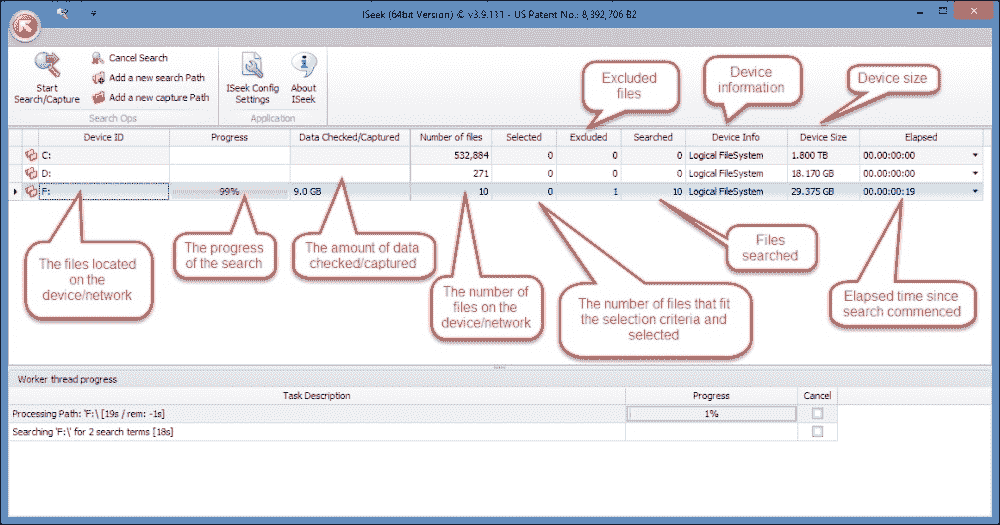 ISeek (64bit Version) © v3.9.111 - US Patent No.: 8,392,706 B2
Start
Search/Capture
Cancel Search
Add a new search Path
Add a new capture Path
Search Ops
ISeek Config
Settings
About
ISeek
Application
Excluded
files
Device
information
Device size
Device ID Progress Data Checked/Captured Number of files Selected Excluded Searched Device Info Device Size Elapsed
C: 532,884 0 0 0 Logical FileSystem 1.800 TB 00.00:00:00
D: 271 0 0 0 Logical FileSystem 18.170 GB 00.00:00:00
F: 99% 9.0 GB 10 0 1 10 Logical FileSystem 29.375 GB 00.00:00:19
The files located
on the
device/network
The progress
of the search
The amount of data
checked/captured
The number of
files on the
device/network
The number of files that fit
the selection criteria and
selected
Files
searched
Elapsed time since
search commenced
Worker thread progress
Task Description Progress Cancel
Processing Path: 'F:\ [19s / rem: -1s] 1%
Searching 'F:\' for 2 search terms [18s]